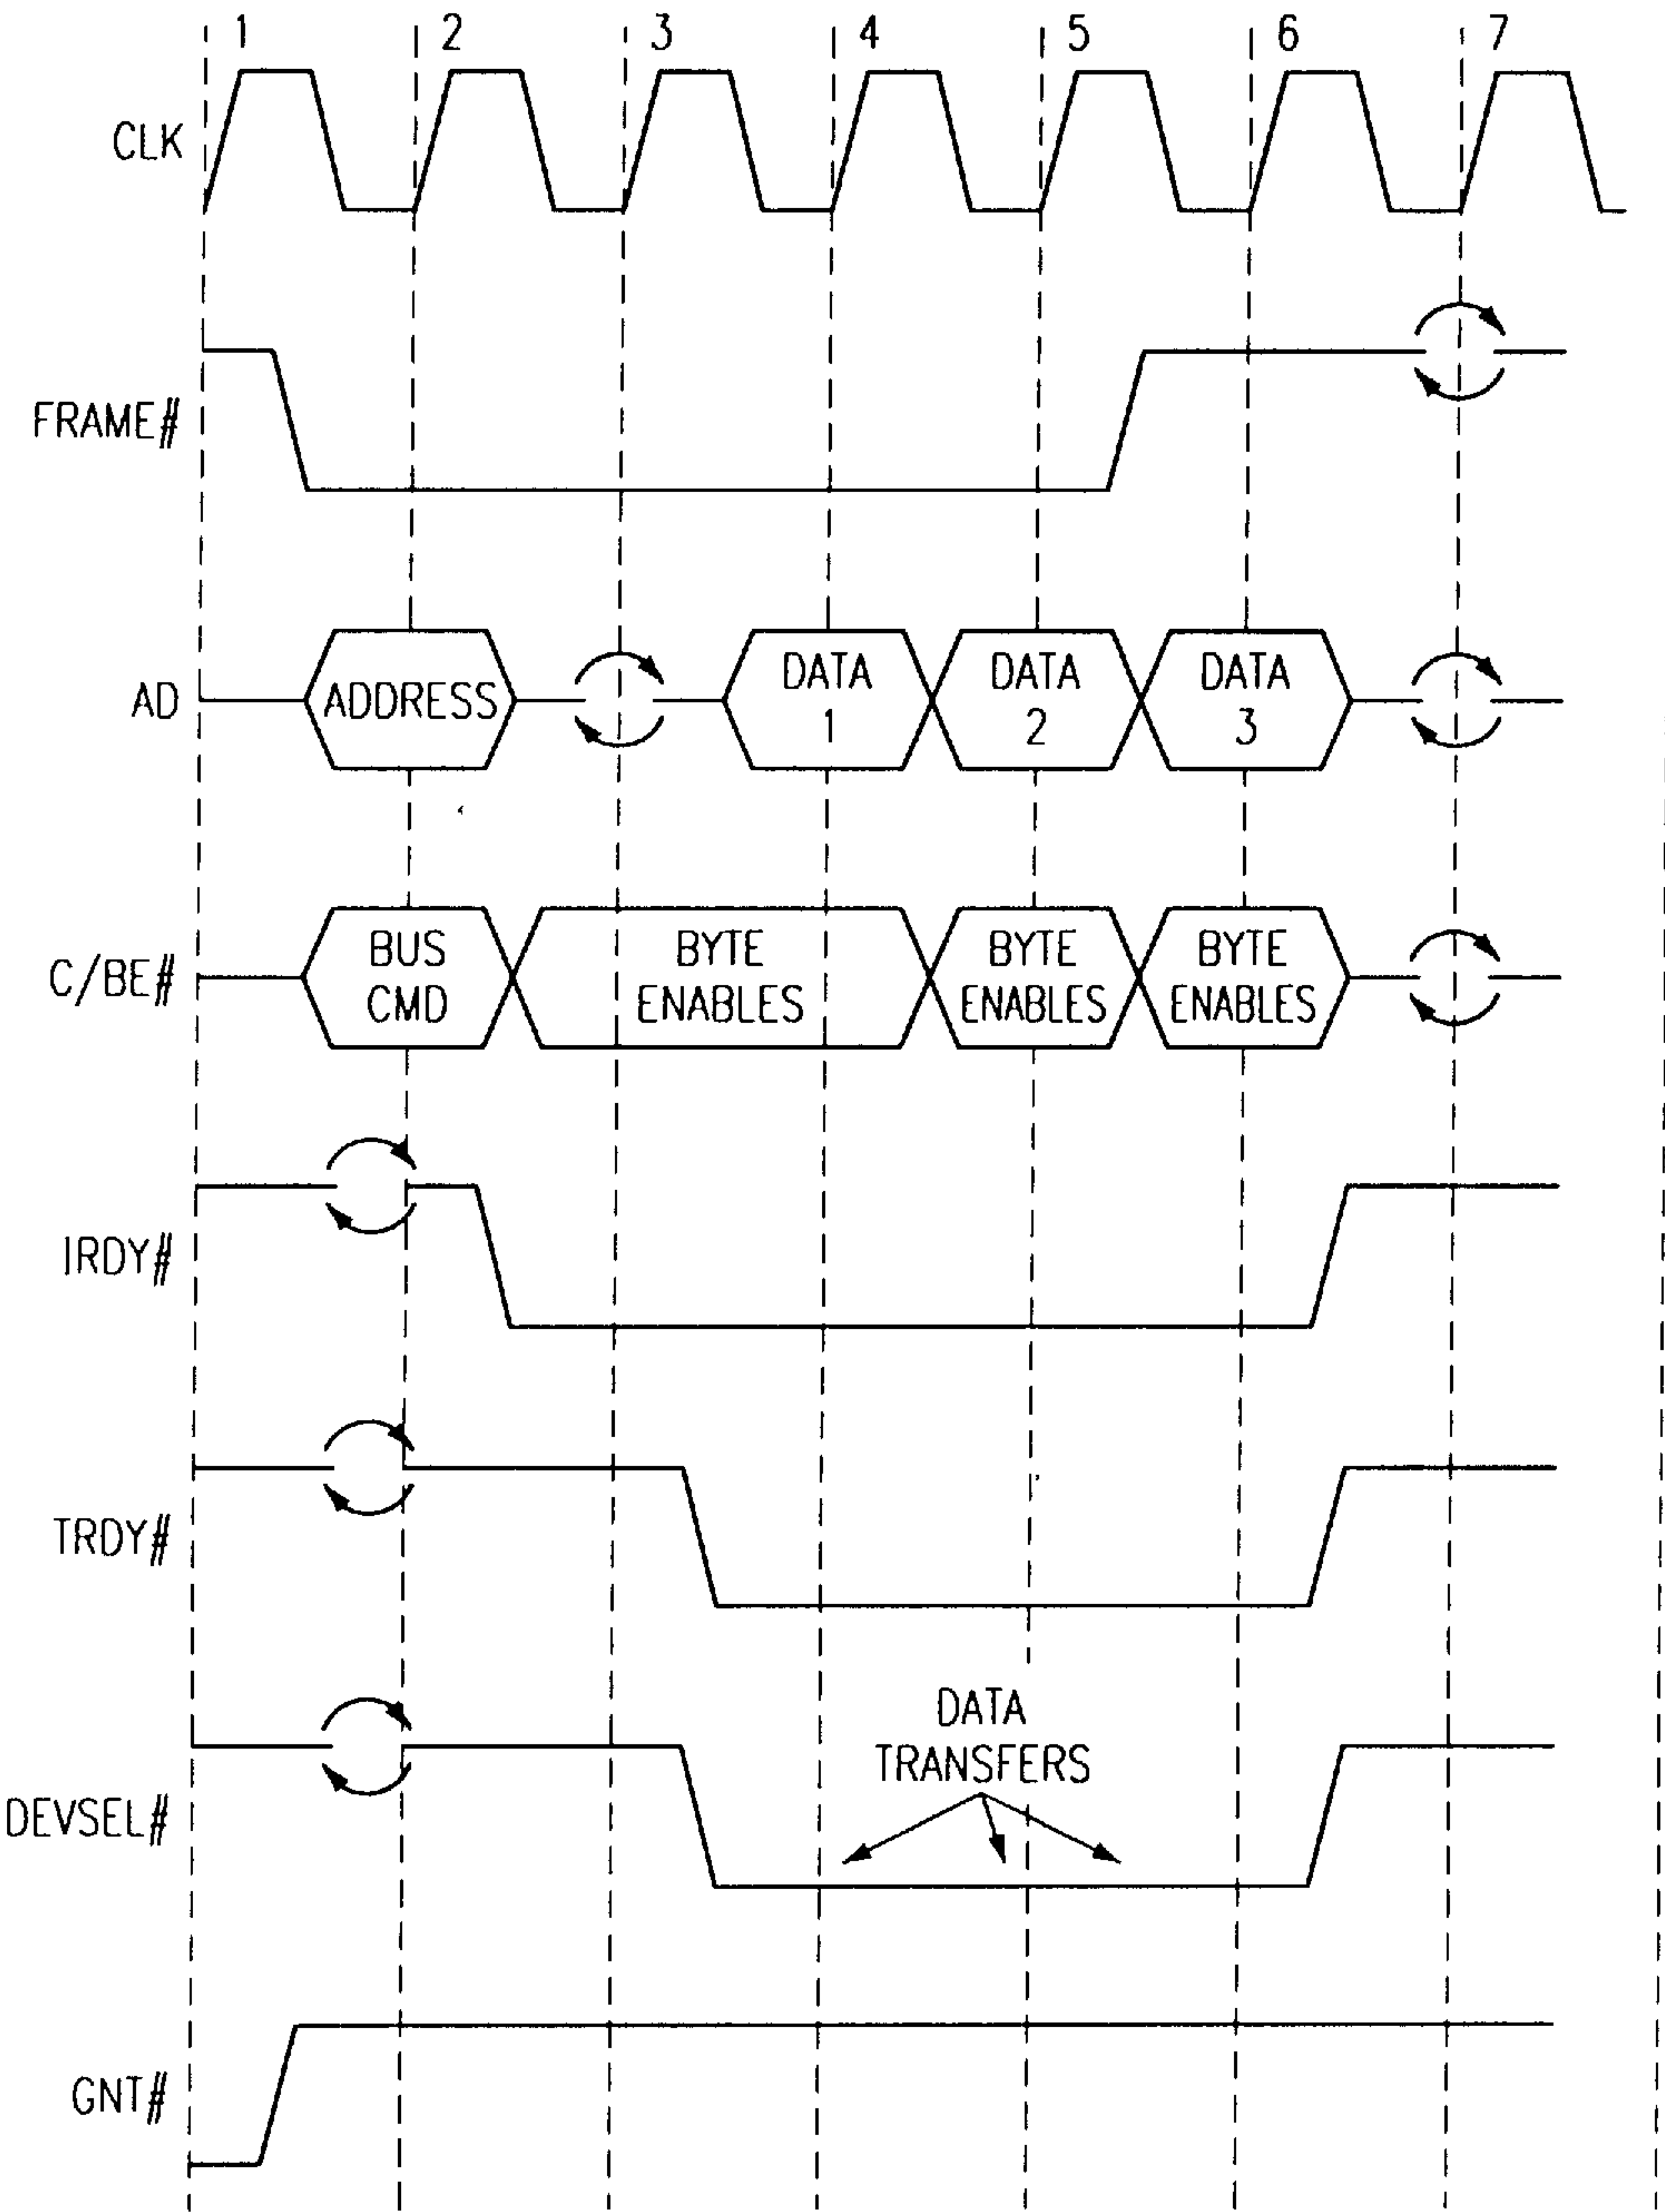 1 2 3 4 5 6 7
CLK
FRAME#
AD
ADDRESS
DATA
1
DATA
2
DATA
3
C/BE#
BUS
CMD
BYTE
ENABLES
BYTE
ENABLES
BYTE
ENABLES
IRDY#
TRDY#
DEVSEL#
DATA
TRANSFERS
GNT#